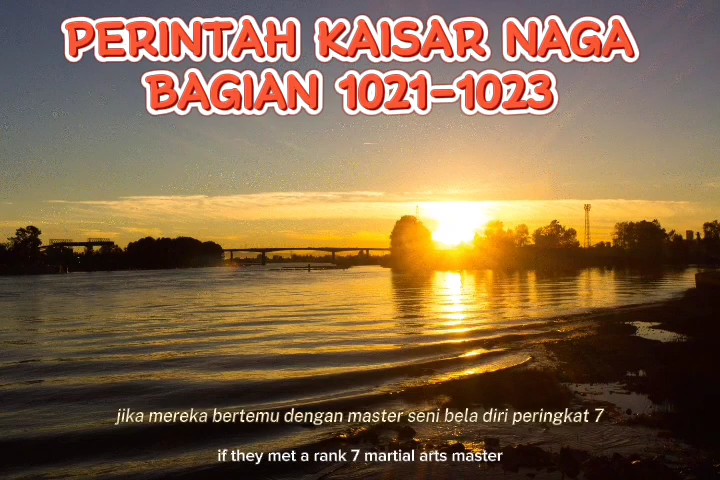 PERINTAH KAISAR NAGA
BAGIAN 1021-1023
jika mereka bertemu dengan master seni bela diri peringkat 7
if they met a rank 7 martial arts master